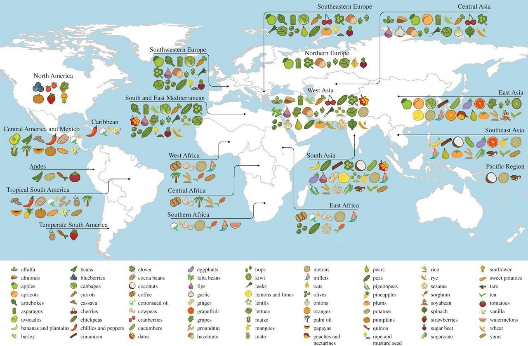 Southeastern Europe
Central Asia
Southwestern Europe
Northern Europe
North America
West Asia
East Asia
South and East Mediterranean
Caribbean
Central America and Mexico
Southeast Asia
West Africa
South Asia
Andes
Pacific Region
Central Africa
Tropical South America
East Africa
Southern Africa
Temperate South America
alfalfa
almonds
apples
apricots
artichokes
asparagus
avocados
bananas and plantains
barley
beans
blueberries
cabbages
carrots
cassava
cherries
chickpeas
chillies and peppers
cinnamon
clover
cocoa beans
coconuts
coffee
cottonseed oil
cowpeas
cranberries
cucumbers
dates
eggplants
faba beans
figs
garlic
ginger
grapefruit
grapes
groundnut
hazelnuts
hops
kiwi
leeks
lemons and limes
lentils
lettuce
maize
mangoes
mate
melons
millets
oats
olives
onions
oranges
palm oil
papayas
peaches and nectarines
pears
peas
pigeonpeas
pineapples
plums
potatoes
pumpkins
quinoa
rape and mustard seed
rice
rye
sesame
sorghum
soybean
spinach
strawberries
sugar beet
sugarcane
sunflower
sweet potatoes
taro
tea
tomatoes
vanilla
watermelons
wheat
yams